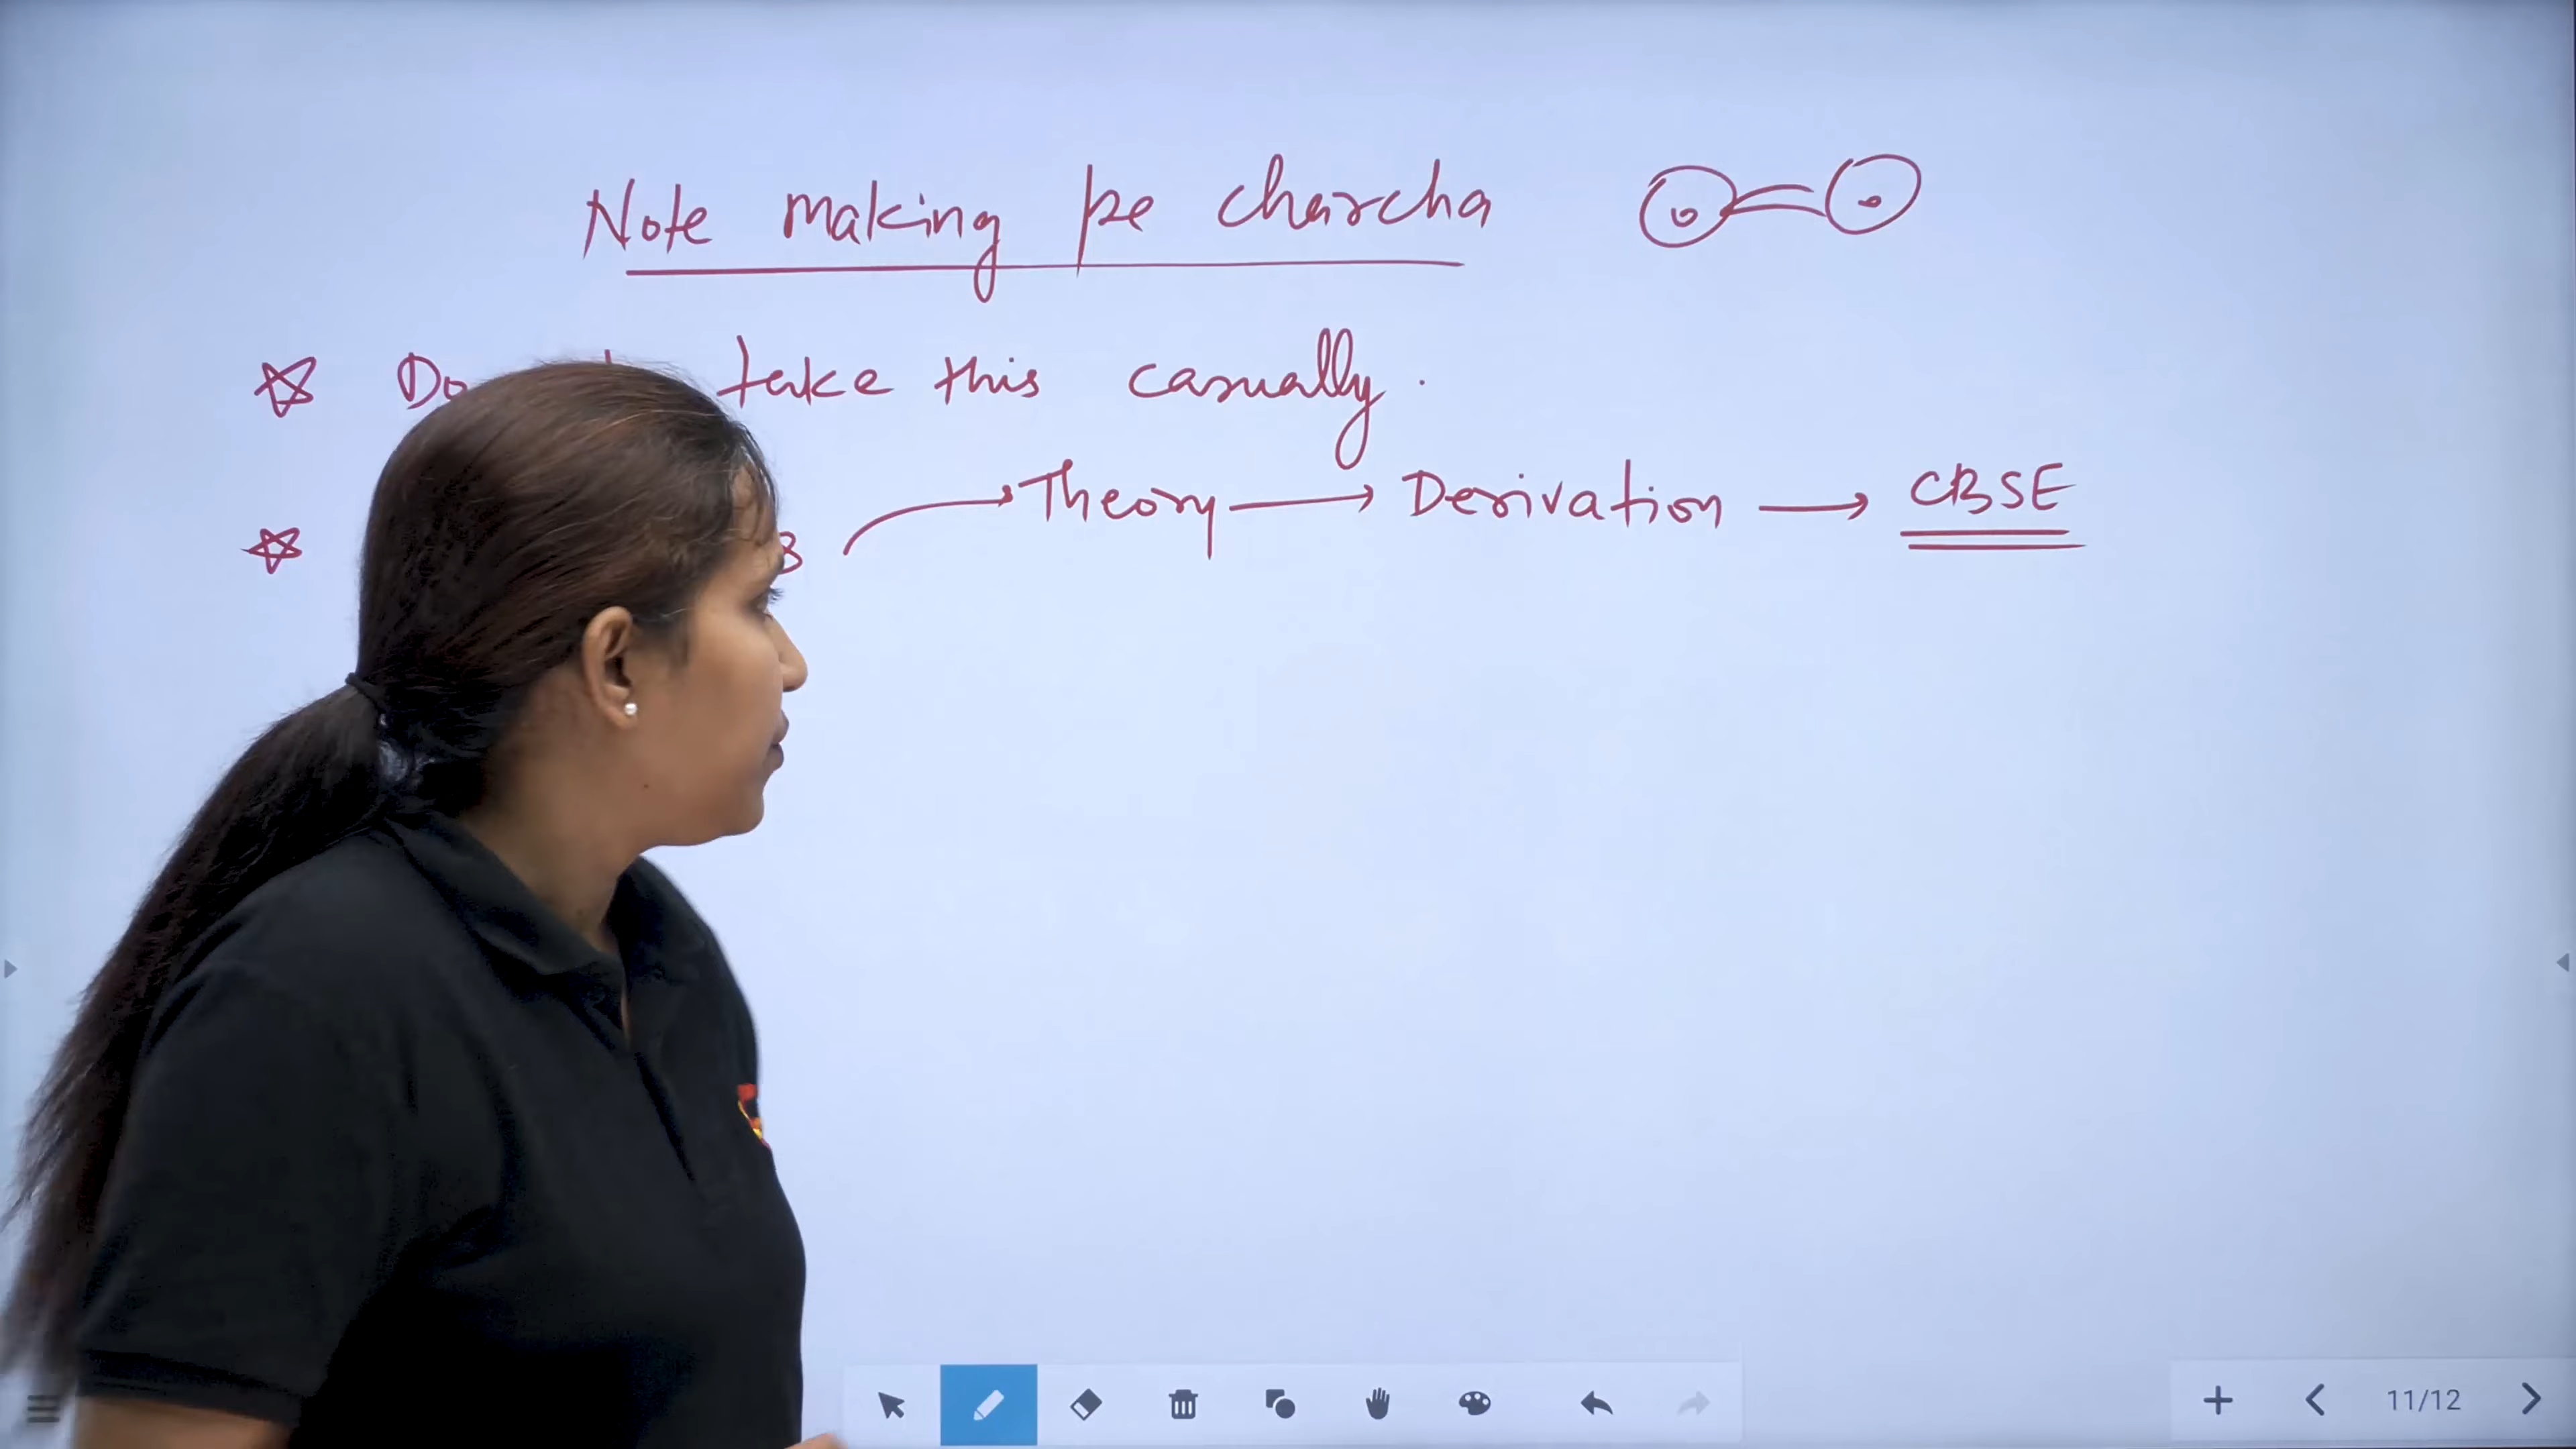 Note making pe charcha
take this casually.
Theory → Derivation → CBSE
11/12